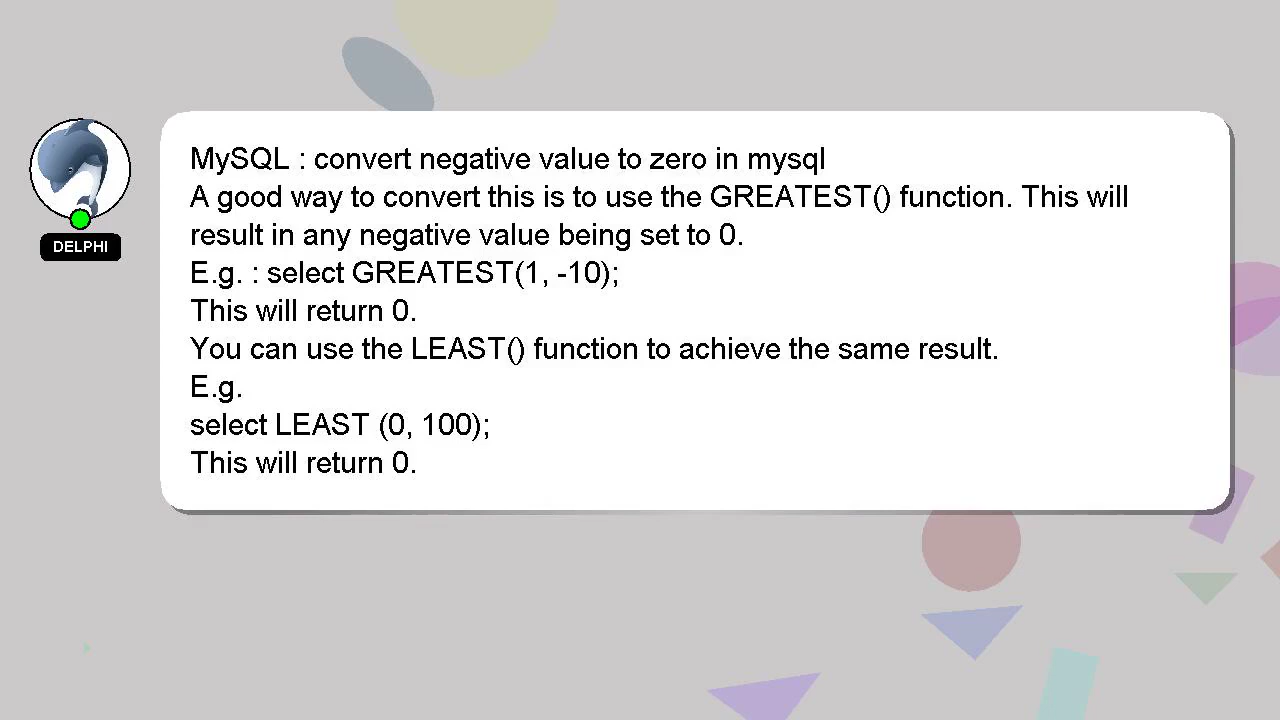 MySQL : convert negative value to zero in mysql
A good way to convert this is to use the GREATEST() function. This will
result in any negative value being set to 0.
E.g. : select GREATEST(1, -10);
This will return 0.
You can use the LEAST() function to achieve the same result.
E.g.
select LEAST (0, 100);
This will return 0.
DELPHI